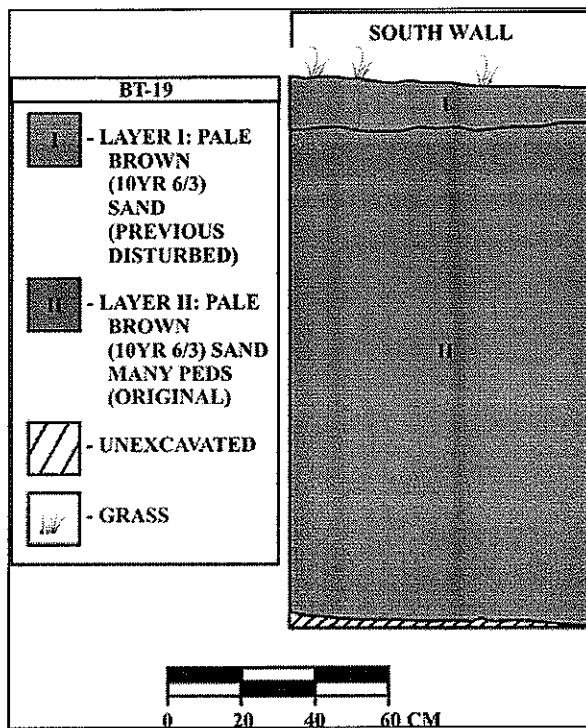 SOUTH WALL
BT-19
I - LAYER I: PALE
BROWN
(10YR 6/3)
SAND
(PREVIOUS
DISTURBED)
II - LAYER II: PALE
BROWN
(10YR 6/3) SAND
MANY PEDS
(ORIGINAL)
- UNEXCAVATED
- GRASS
I
II
0 20 40 60 CM